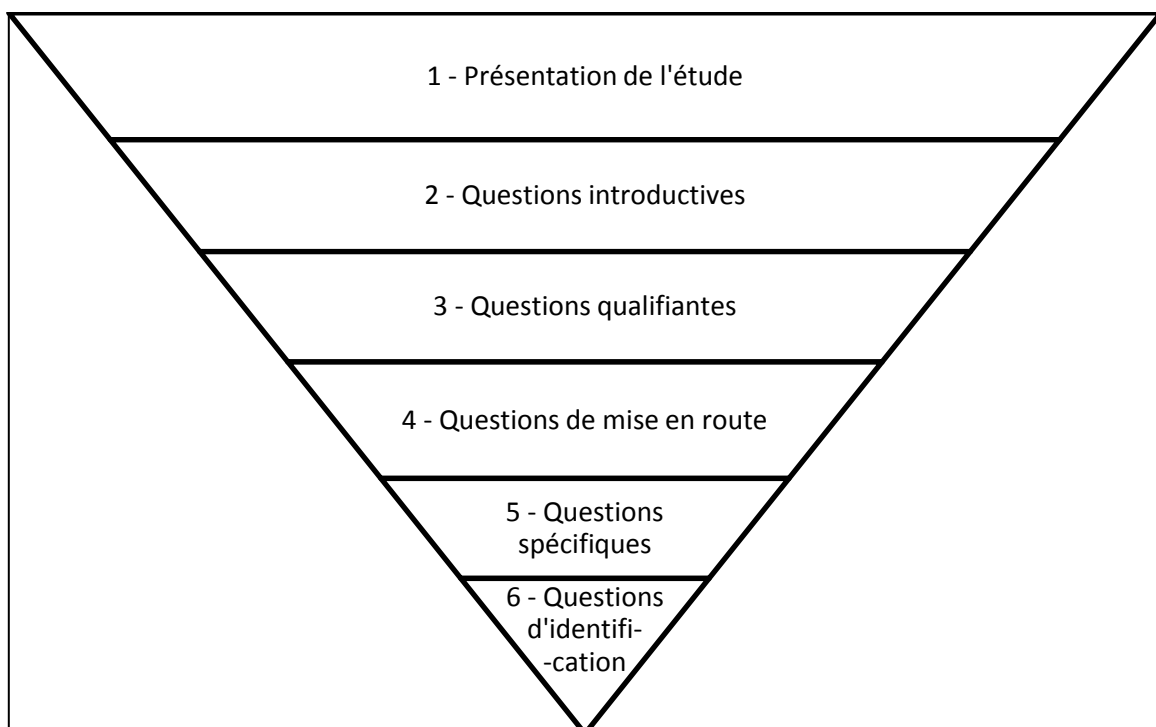 1 - Présentation de l'étude
2 - Questions introductives
3 - Questions qualifiantes
4 - Questions de mise en route
5 - Questions
spécifiques
6 - Questions
d'identifi-
-cation